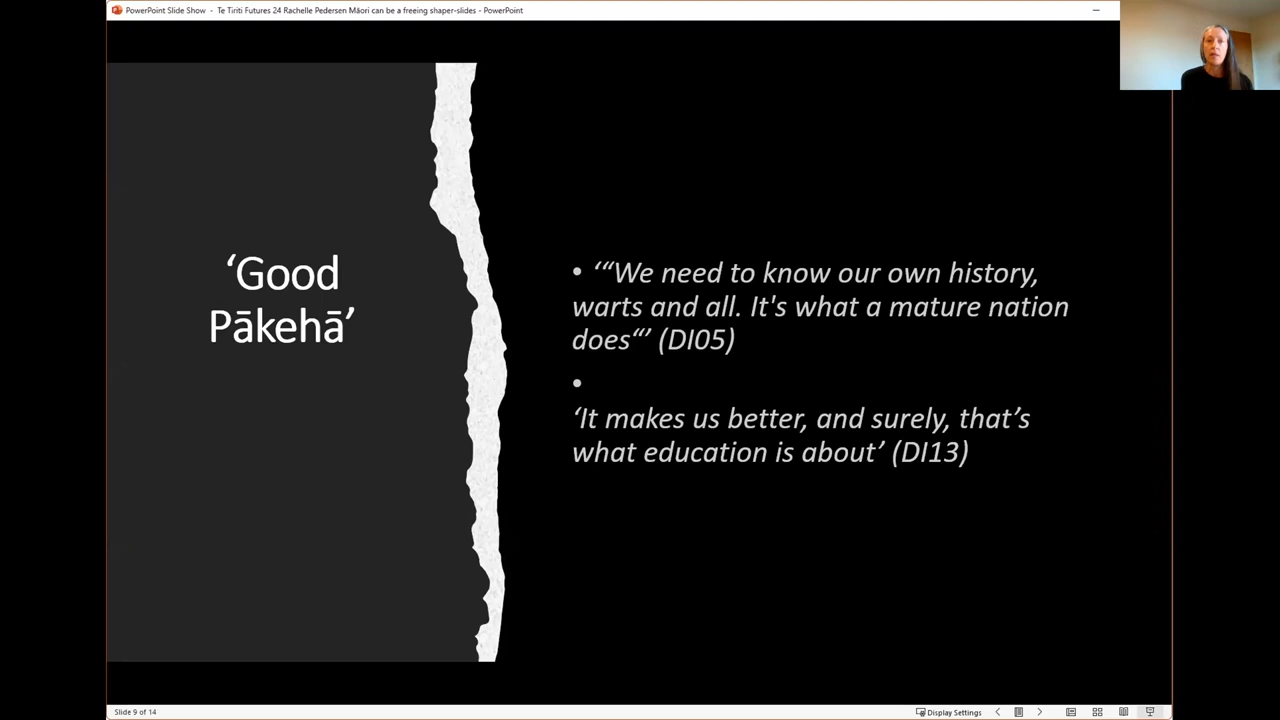 PowerPoint Slide Show - Te Tiriti Futures 24 Rachelle Pedersen Māori can be a freeing shaper-slides - PowerPoint
‘Good
Pākehā’
• ‘“We need to know our own history,
warts and all. It's what a mature nation
does“’ (DI05)
•
‘It makes us better, and surely, that’s
what education is about’ (DI13)
Slide 9 of 14
Display Settings